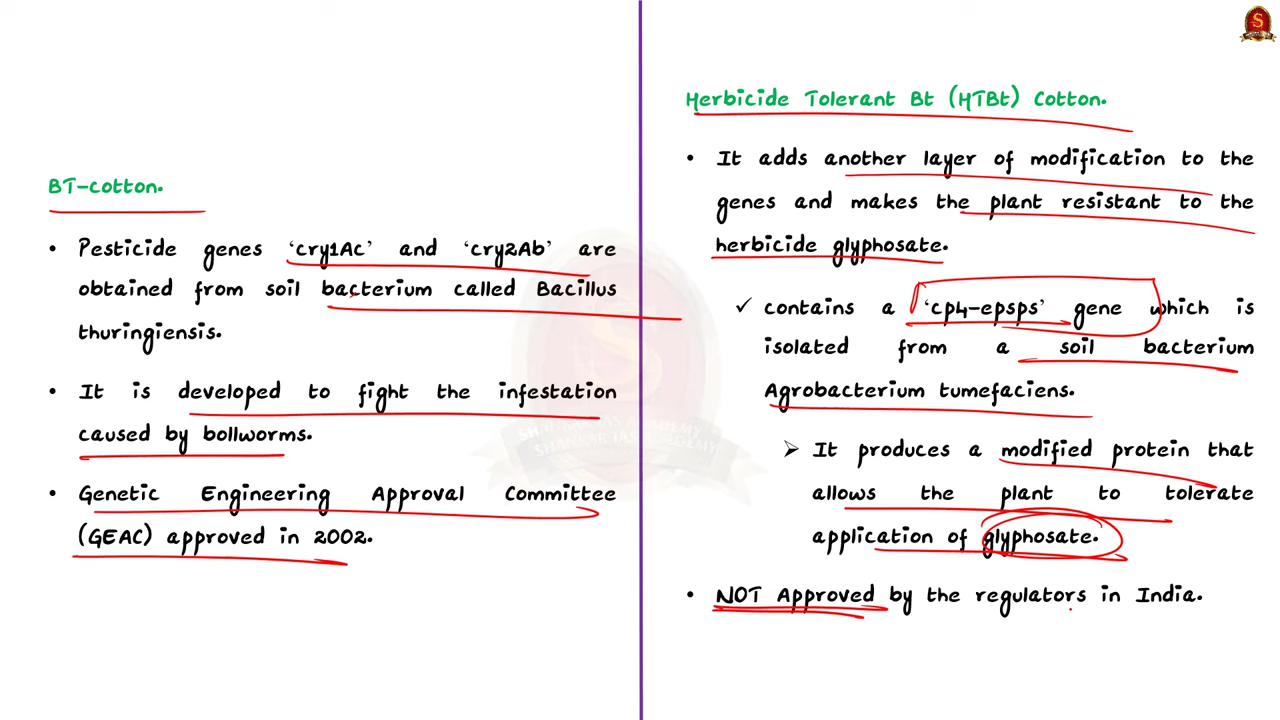 BT-cotton.
• Pesticide genes ‘cry1Ac’ and ‘cry2Ab’ are
obtained from soil bacterium called Bacillus
thuringiensis.
• It is developed to fight the infestation
caused by bollworms.
• Genetic Engineering Approval Committee
(GEAC) approved in 2002.
Herbicide Tolerant Bt (HTBt) Cotton.
• It adds another layer of modification to the
genes and makes the plant resistant to the
herbicide glyphosate.
✓ contains a ‘cp4-epsps’ gene which is
isolated from a soil bacterium
Agrobacterium tumefaciens.
➢ It produces a modified protein that
allows the plant to tolerate
application of glyphosate.
• NOT Approved by the regulators in India.
SHANKAR IAS ACADEMY